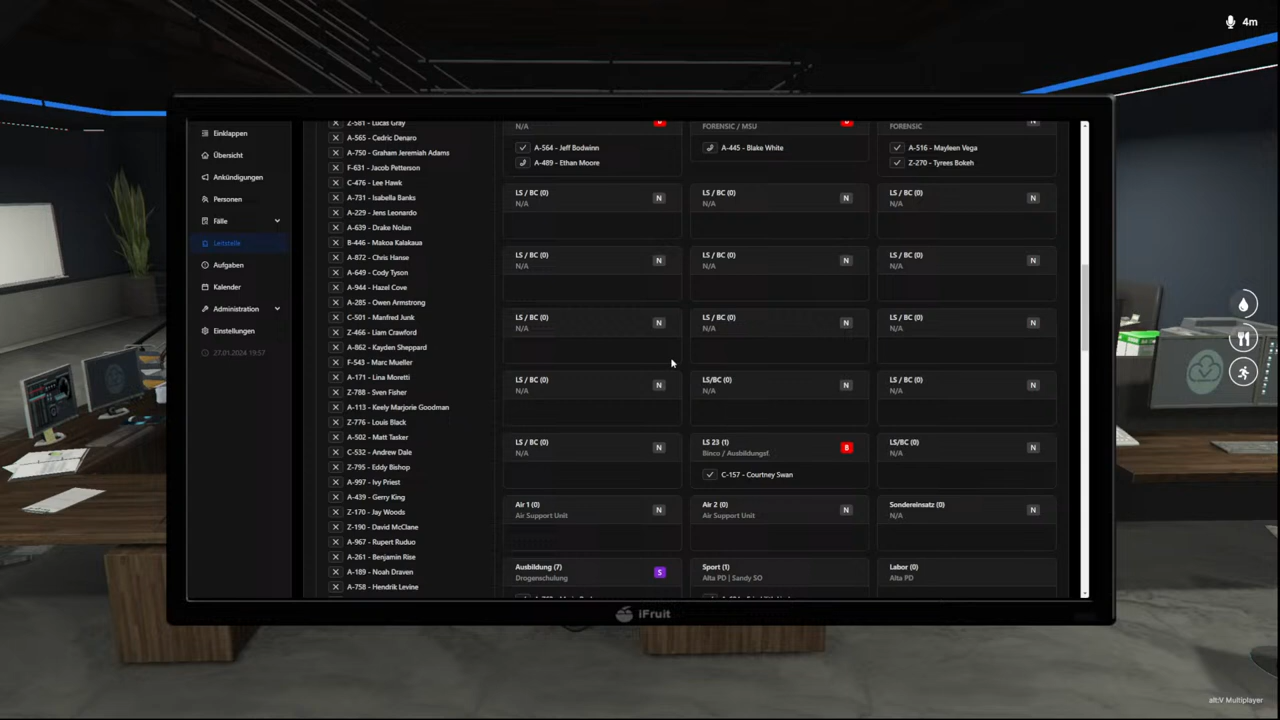 4m
Einklappen
Übersicht
Ankündigungen
Personen
Fälle
Leitstelle
Aufgaben
Kalender
Administration
Einstellungen
27.01.2024 19:57
Z-581 - Lucas Gray
A-565 - Cedric Denaro
A-750 - Graham Jeremiah Adams
F-631 - Jacob Petterson
C-476 - Lee Hawk
A-731 - Isabella Banks
A-229 - Jens Leonardo
A-639 - Drake Nolan
B-446 - Makoa Kalakaua
A-872 - Chris Hanse
A-649 - Cody Tyson
A-944 - Hazel Cove
A-285 - Owen Armstrong
C-501 - Manfred Junk
Z-466 - Liam Crawford
A-862 - Kayden Sheppard
F-543 - Marc Mueller
A-171 - Lina Moretti
Z-788 - Sven Fisher
A-113 - Keely Marjorie Goodman
Z-776 - Louis Black
A-502 - Matt Tasker
C-532 - Andrew Dale
Z-795 - Eddy Bishop
A-997 - Ivy Priest
A-439 - Gerry King
Z-170 - Jay Woods
Z-190 - David McClane
A-967 - Rupert Ruduo
A-261 - Benjamin Rise
A-189 - Noah Draven
A-758 - Hendrik Levine
N/A B
A-564 - Jeff Bodwinn
A-489 - Ethan Moore
FORENSIC / MSU B
A-445 - Blake White
FORENSIC N
A-516 - Mayleen Vega
Z-270 - Tyrees Bokeh
LS / BC (0) N
N/A
LS / BC (0) N
N/A
LS / BC (0) N
N/A
LS / BC (0) N
N/A
LS / BC (0) N
N/A
LS / BC (0) N
N/A
LS / BC (0) N
N/A
LS / BC (0) N
N/A
LS / BC (0) N
N/A
LS / BC (0) N
N/A
LS/BC (0) N
N/A
LS / BC (0) N
N/A
LS / BC (0) N
N/A
LS 23 (1) B
Binco / Ausbildungsf.
C-157 - Courtney Swan
LS/BC (0) N
N/A
Air 1 (0) N
Air Support Unit
Air 2 (0) N
Air Support Unit
Sondereinsatz (0) N
N/A
Ausbildung (7) S
Drogenschulung
Sport (1)
Alta PD | Sandy SO
Labor (0)
Alta PD
iFruit
alt:V Multiplayer